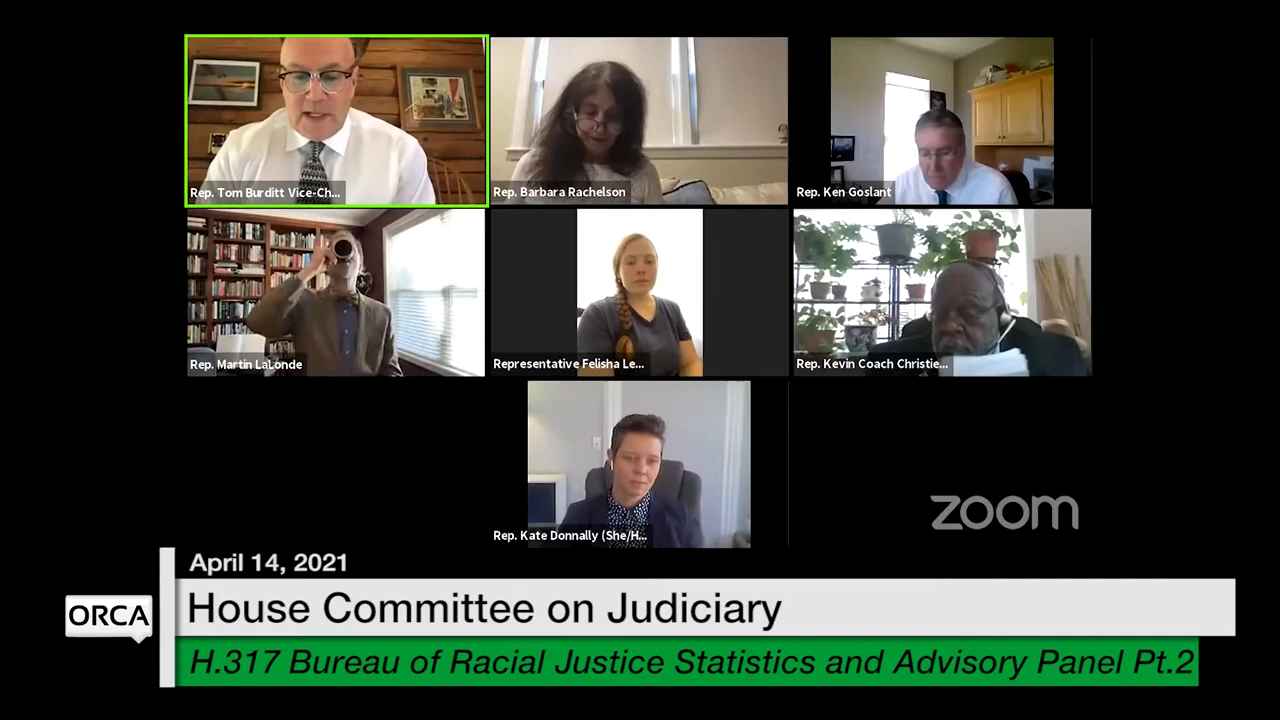 Rep. Tom Burditt Vice-Ch...
Rep. Barbara Rachelson
Rep. Ken Goslant
Rep. Martin LaLonde
Representative Felisha Le...
Rep. Kevin Coach Christie...
Rep. Kate Donnally (She/H...
zoom
April 14, 2021
ORCA
House Committee on Judiciary
H.317 Bureau of Racial Justice Statistics and Advisory Panel Pt.2